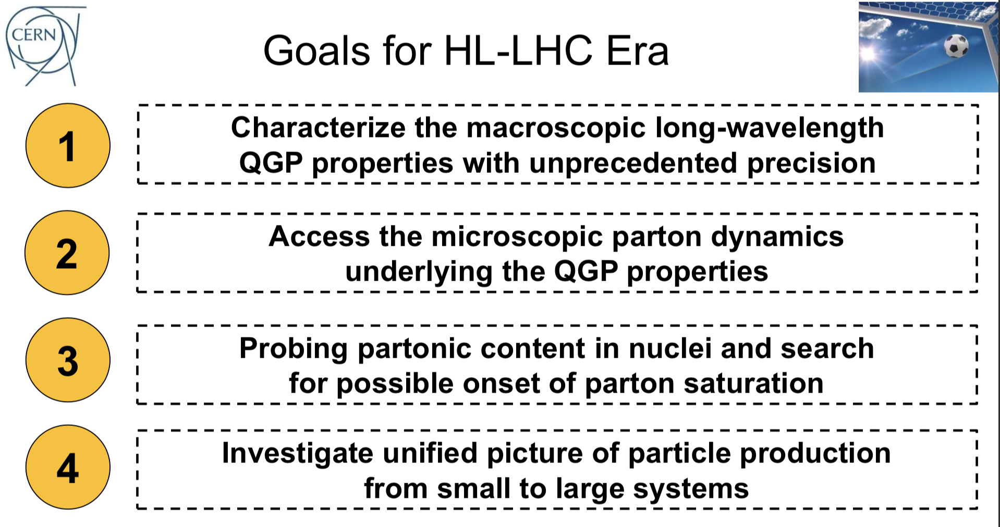 CERN
Goals for HL-LHC Era
1
Characterize the macroscopic long-wavelength
QGP properties with unprecedented precision
2
Access the microscopic parton dynamics
underlying the QGP properties
3
Probing partonic content in nuclei and search
for possible onset of parton saturation
4
Investigate unified picture of particle production
from small to large systems